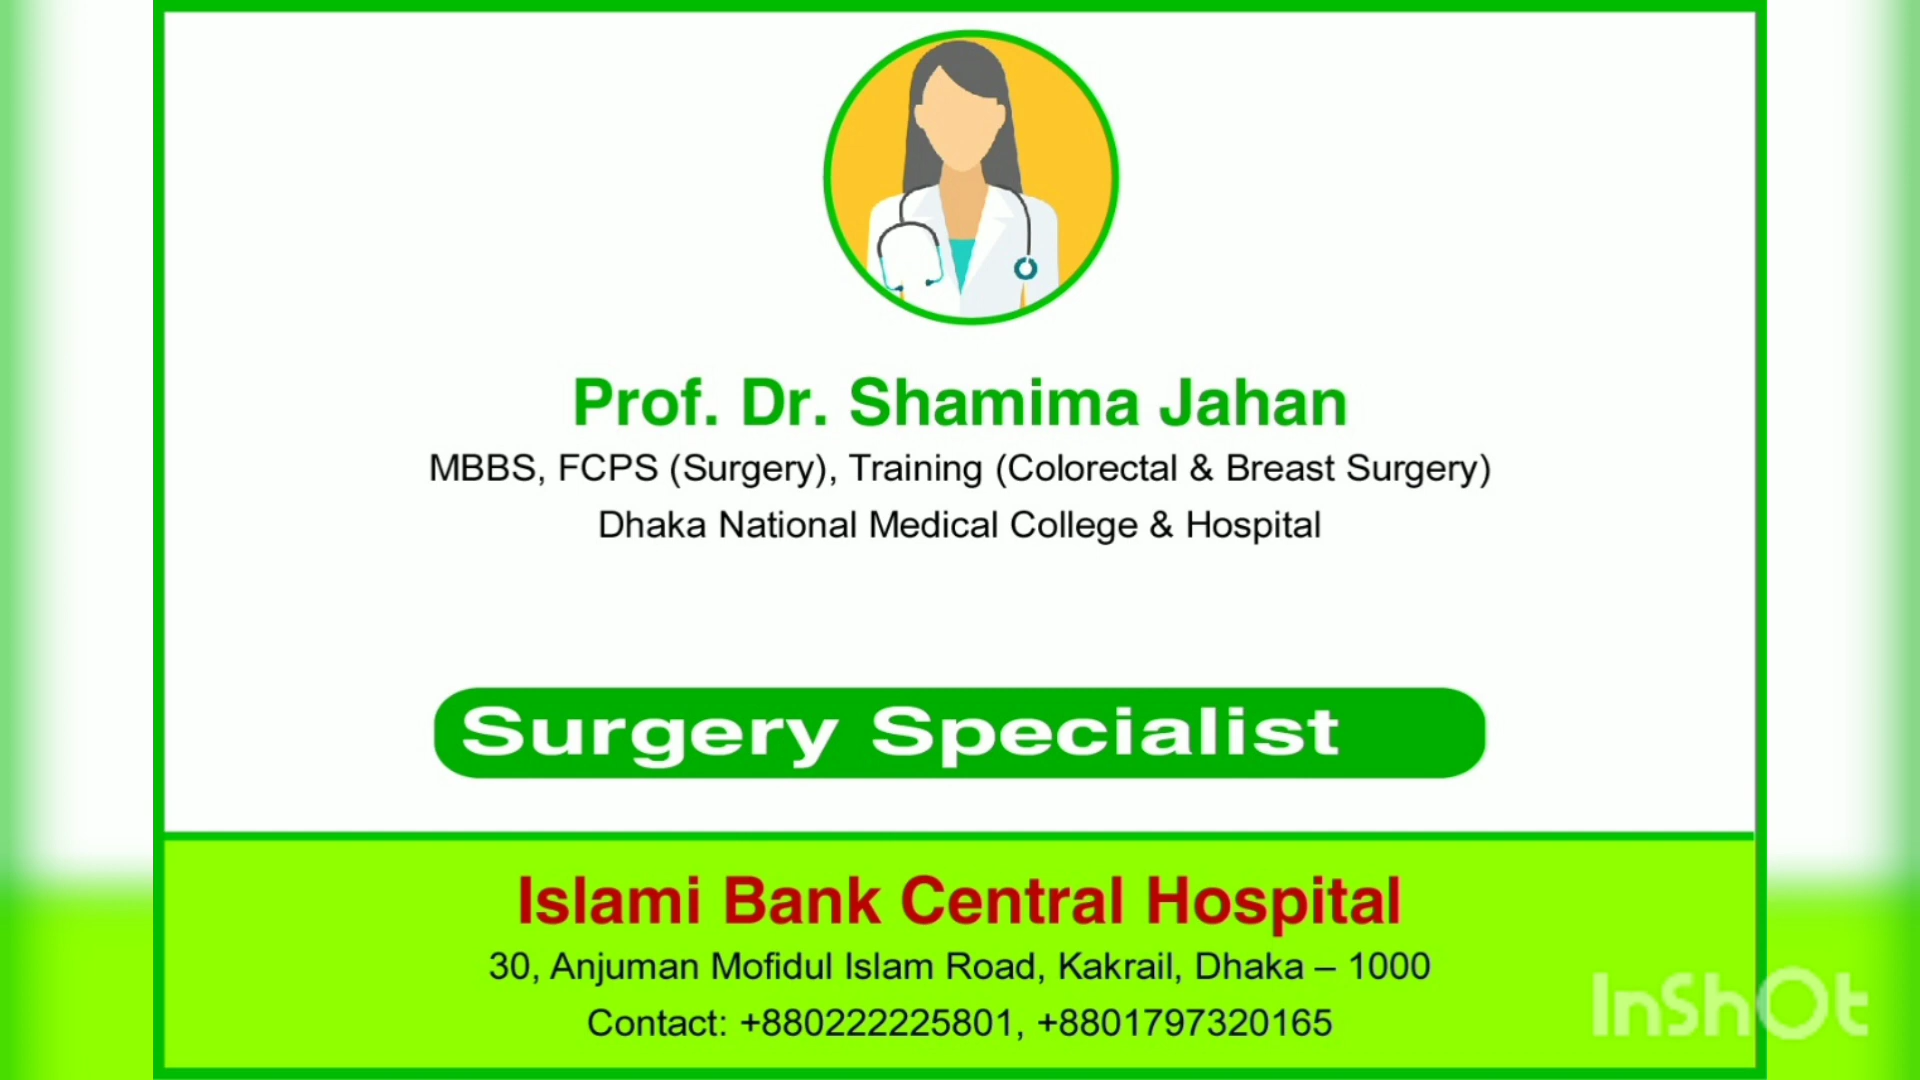 Prof. Dr. Shamima Jahan
MBBS, FCPS (Surgery), Training (Colorectal & Breast Surgery)
Dhaka National Medical College & Hospital
Surgery Specialist
Islami Bank Central Hospital
30, Anjuman Mofidul Islam Road, Kakrail, Dhaka – 1000
Contact: +880222225801, +8801797320165
InShOt